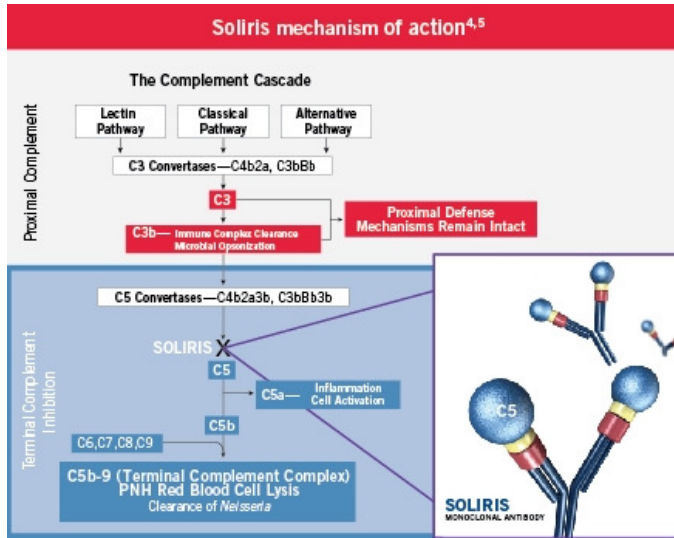 Soliris mechanism of action4,5
The Complement Cascade
Lectin
Pathway
Classical
Pathway
Alternative
Pathway
C3 Convertases—C4b2a, C3bBb
C3
C3b— Immune Complex Clearance
Microbial Opsonization
Proximal Defense
Mechanisms Remain Intact
Proximal Complement
C5 Convertases—C4b2a3b, C3bBb3b
SOLIRIS X
C5
C5a— Inflammation
Cell Activation
C5b
C6,C7,C8,C9
C5b-9 (Terminal Complement Complex)
PNH Red Blood Cell Lysis
Clearance of Neisseria
Terminal Complement
Inhibition
C5
SOLIRIS
MONOCLONAL ANTIBODY